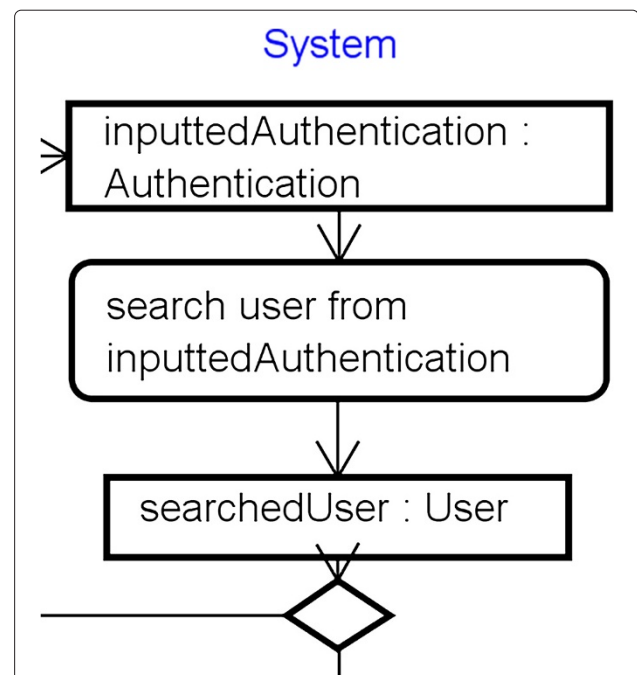 System
inputtedAuthentication :
Authentication
search user from
inputtedAuthentication
searchedUser : User